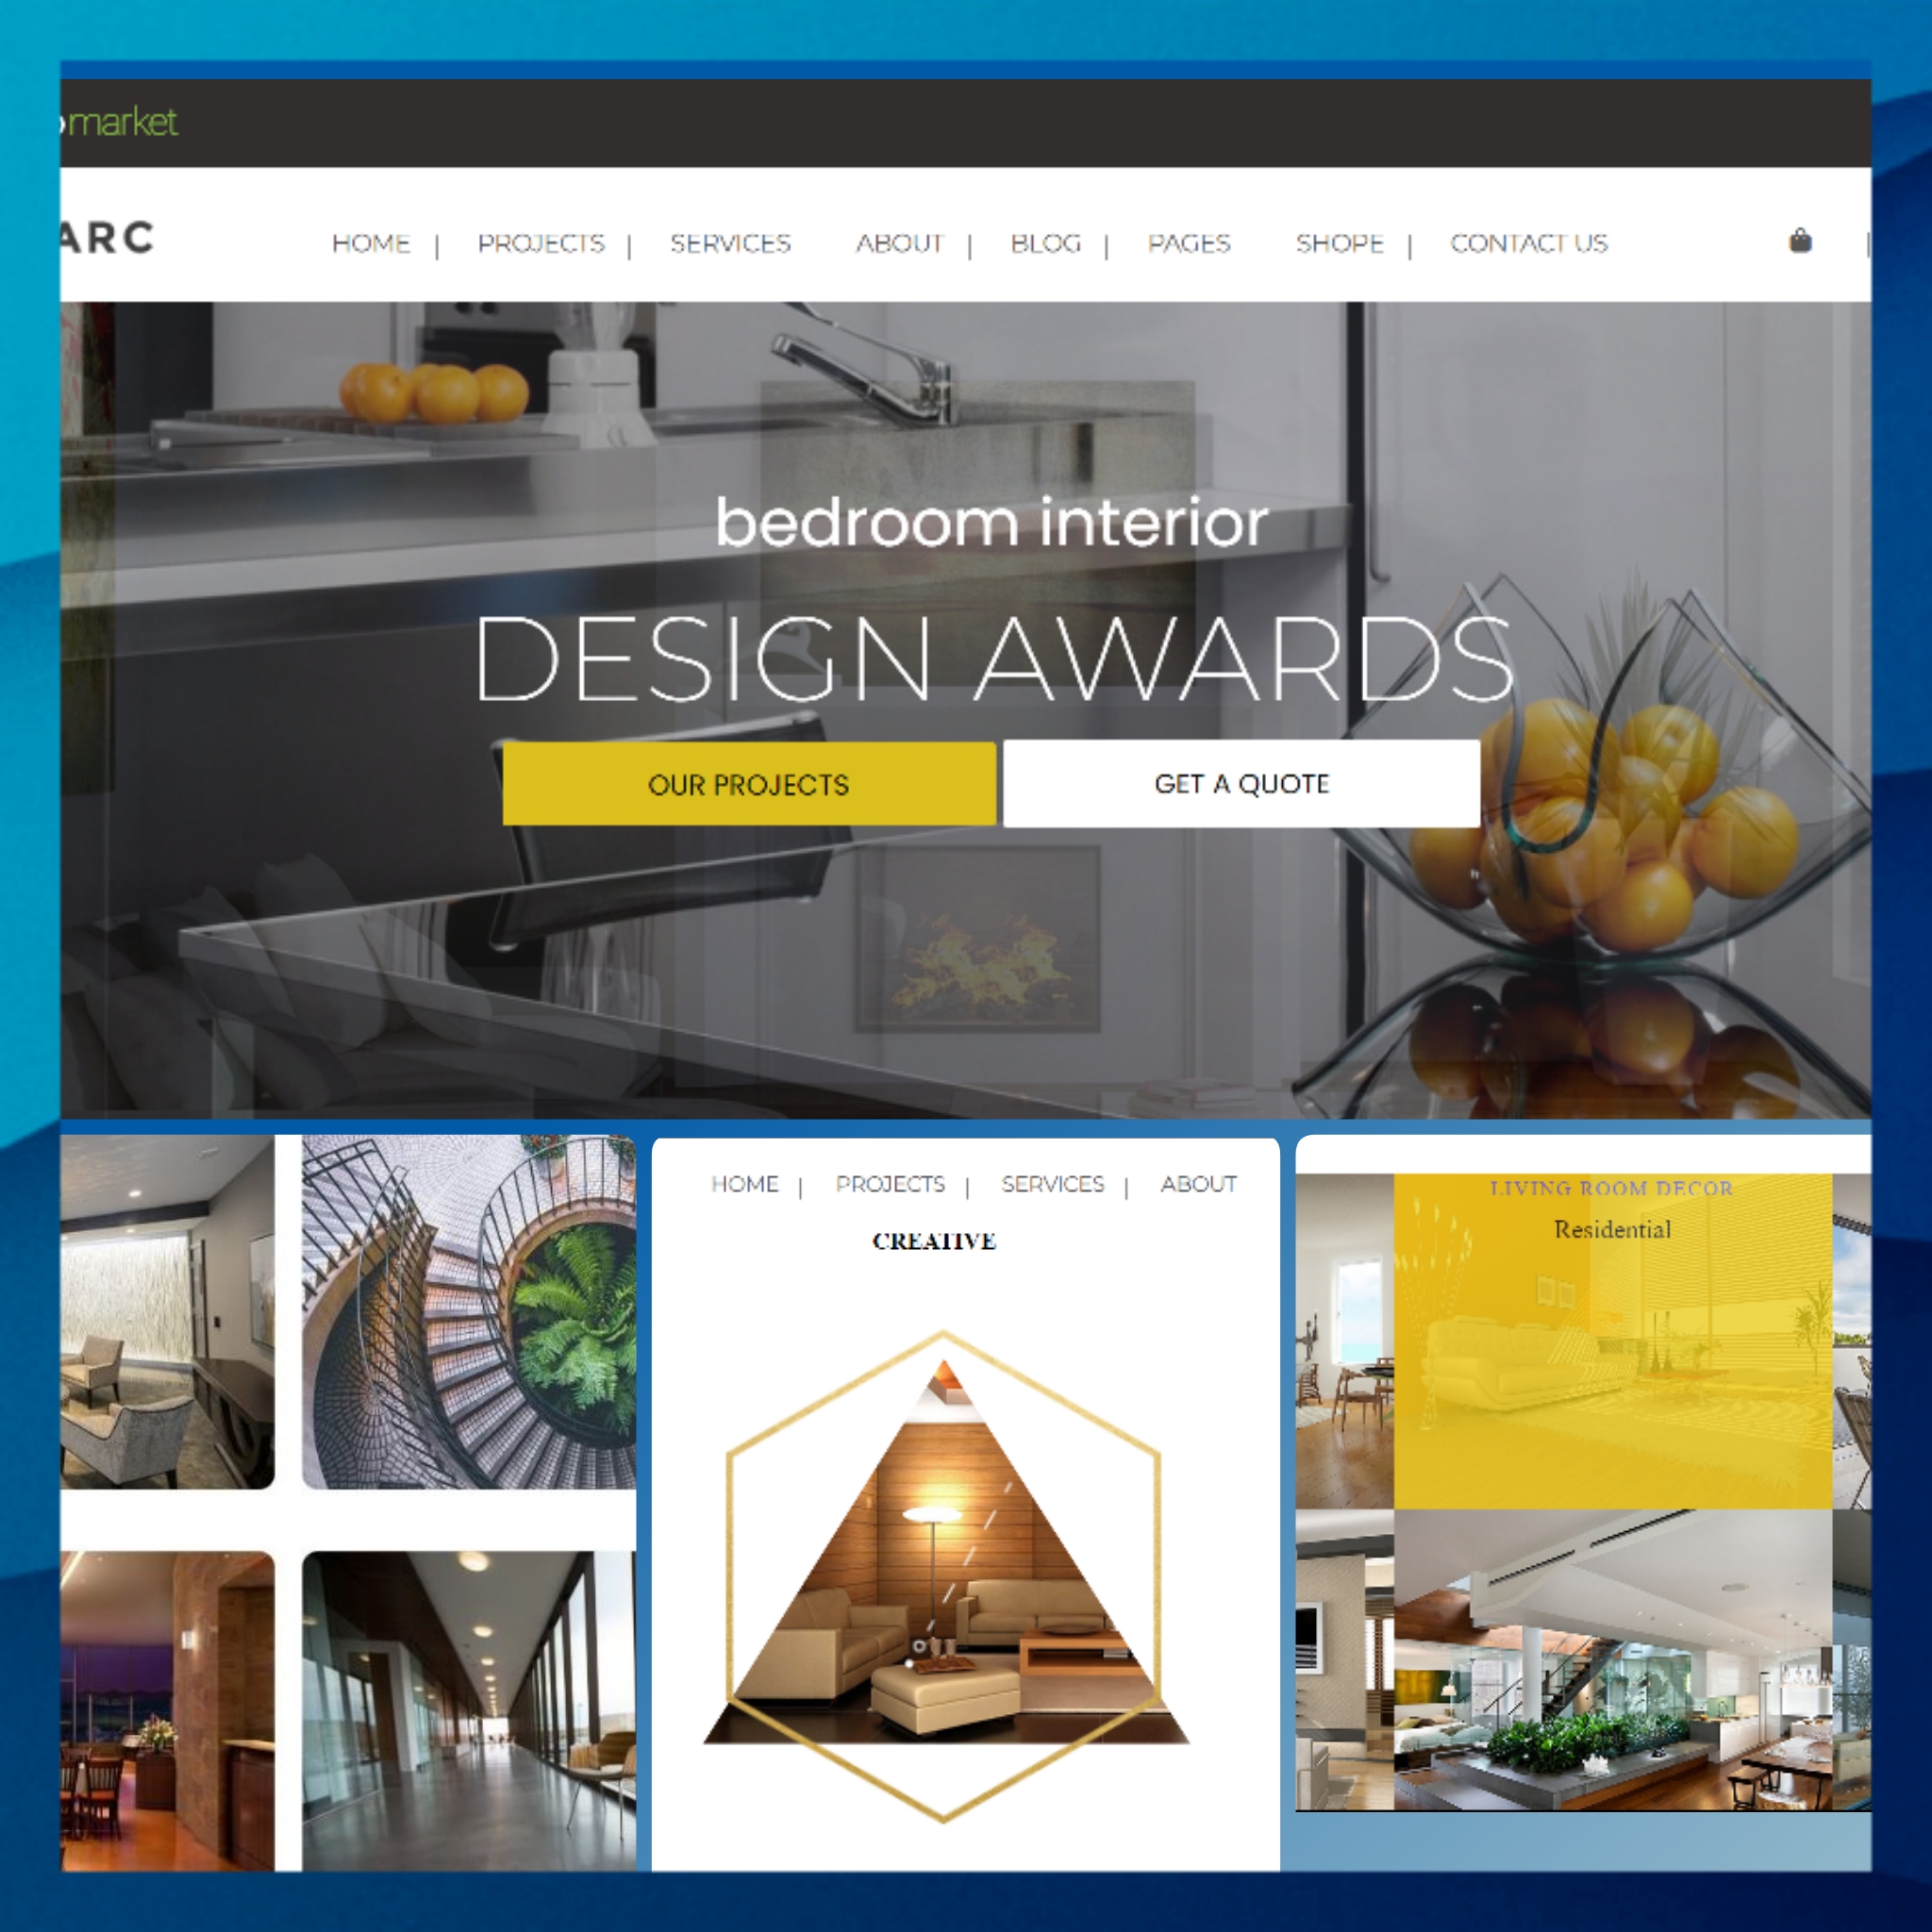 market
ARC
HOME | PROJECTS | SERVICES ABOUT | BLOG | PAGES SHOPE | CONTACT US
bedroom interior
DESIGN AWARDS
OUR PROJECTS
GET A QUOTE
HOME | PROJECTS | SERVICES | ABOUT
CREATIVE
LIVING ROOM DECOR
Residential